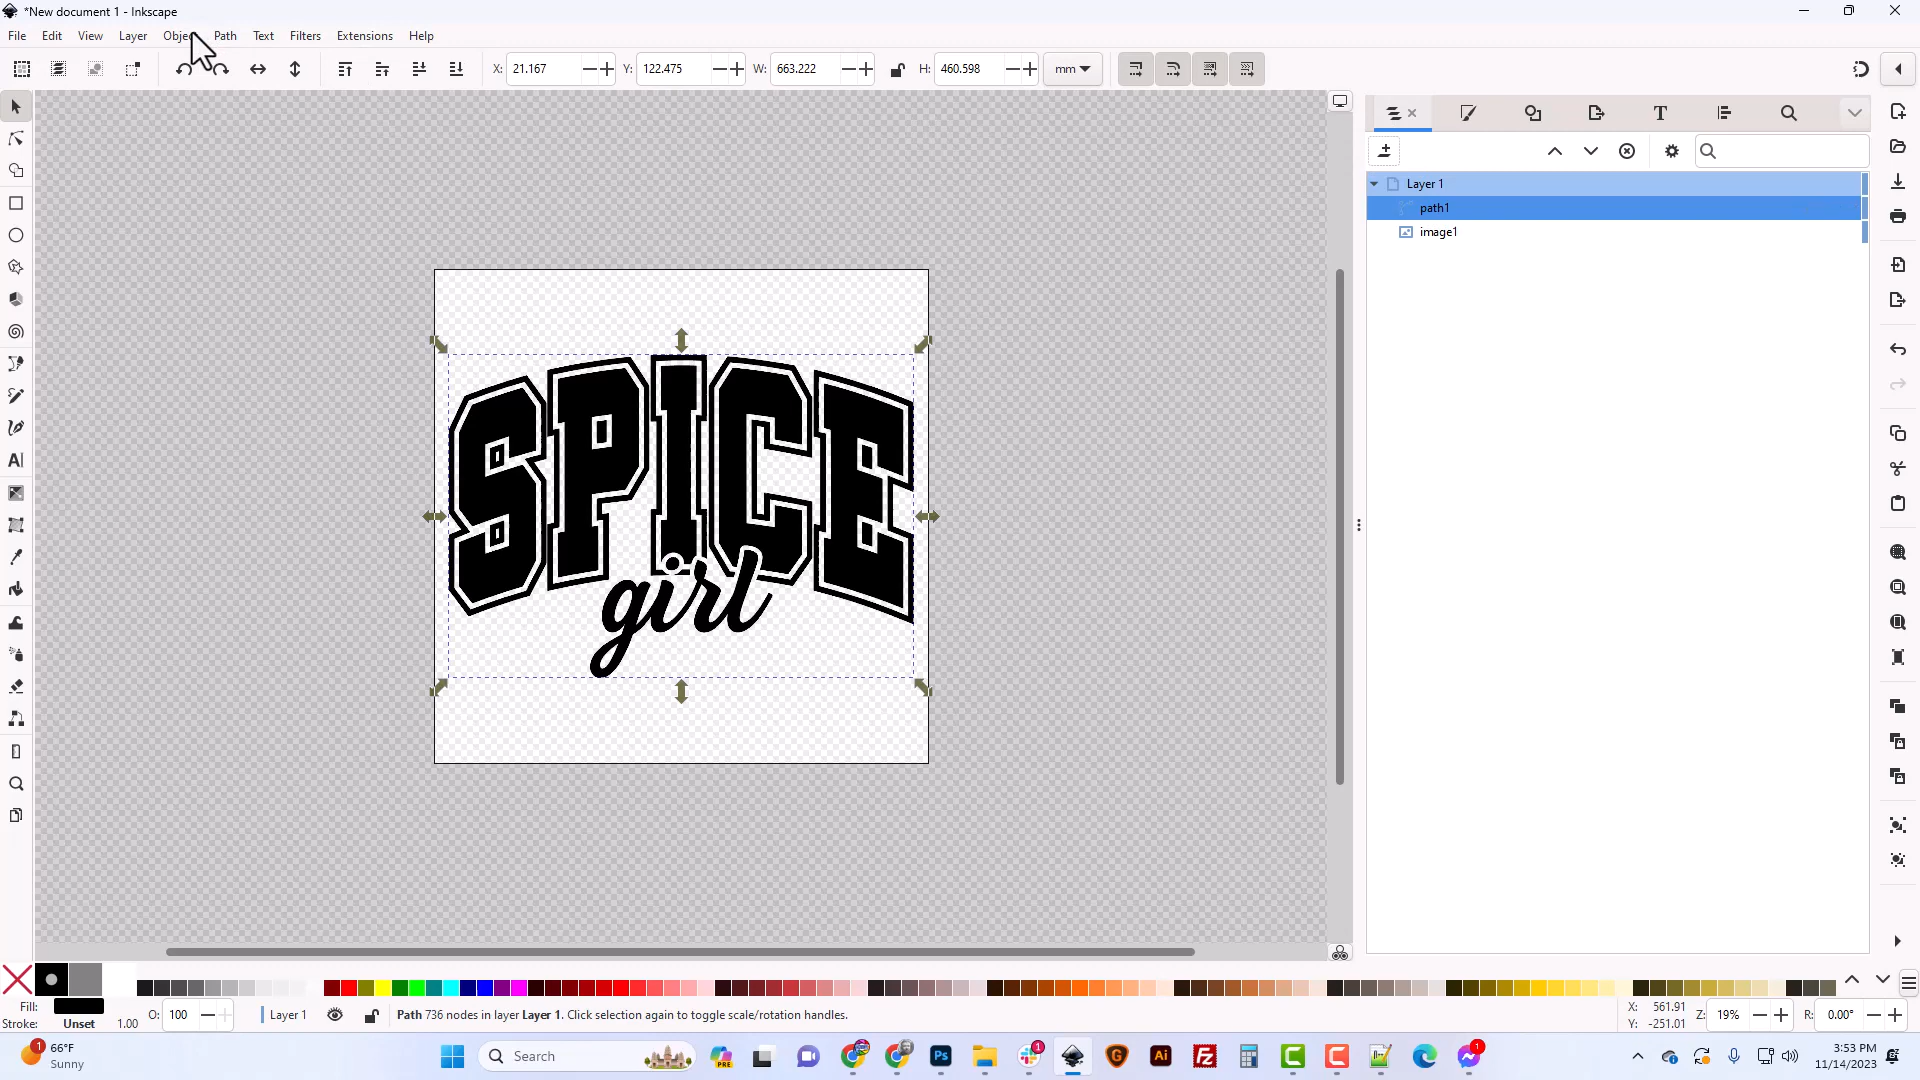 *New document 1 - Inkscape
File Edit View Layer Object Path Text Filters Extensions Help
X: 21.167 Y: 122.475 W: 663.222 H: 460.598 mm
Layer 1
path1
image1
SPICE
girl
Fill: O: 100 Layer 1 Path 736 nodes in layer Layer 1. Click selection again to toggle scale/rotation handles. X: 561.91 Z: 19% R: 0.00°
Stroke: Unset 1.00 Y: -251.01
66°F
Sunny
Search
3:53 PM
11/14/2023